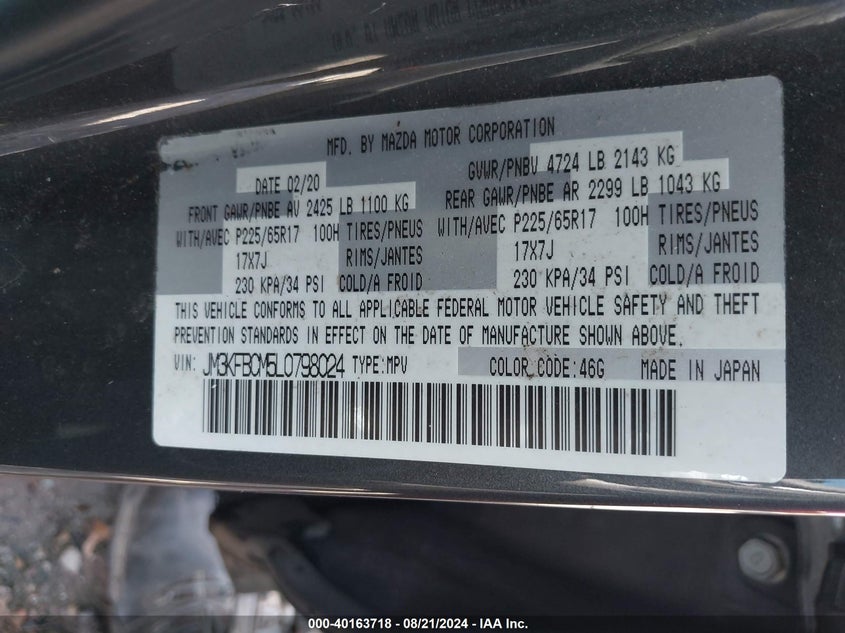 MFD. BY MAZDA MOTOR CORPORATION
DATE 02/20 GVWR/PNBV 4724 LB 2143 KG
FRONT GAWR/PNBE AV 2425 LB 1100 KG REAR GAWR/PNBE AR 2299 LB 1043 KG
WITH/AVEC P225/65R17 100H TIRES/PNEUS WITH/AVEC P225/65R17 100H TIRES/PNEUS
17X7J RIMS/JANTES 17X7J RIMS/JANTES
230 KPA/34 PSI COLD/A FROID 230 KPA/34 PSI COLD/A FROID
THIS VEHICLE CONFORMS TO ALL APPLICABLE FEDERAL MOTOR VEHICLE SAFETY AND THEFT
PREVENTION STANDARDS IN EFFECT ON THE DATE OF MANUFACTURE SHOWN ABOVE.
VIN: JM3KFBCM5L0798024 TYPE:MPV COLOR CODE:46G MADE IN JAPAN
000-40163718 - 08/21/2024 - IAA Inc.